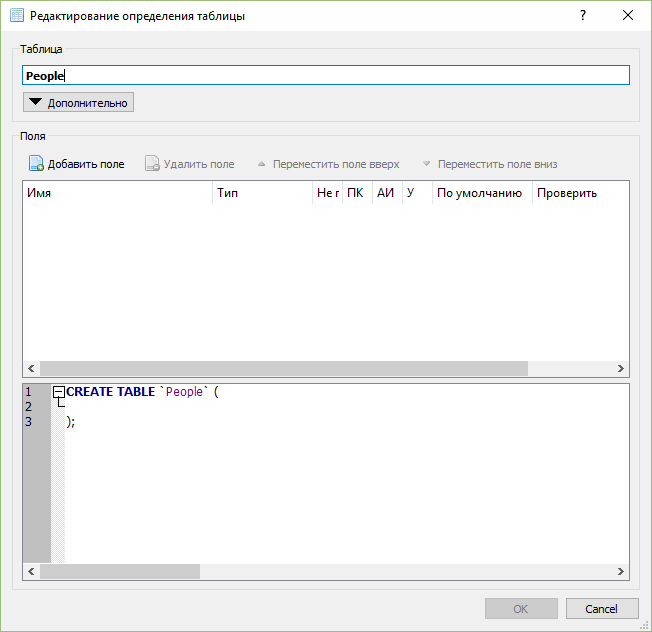 Редактирование определения таблицы ?
Таблица
People
Дополнительно
Поля
Добавить поле Удалить поле Переместить поле вверх Переместить поле вниз
Имя Тип Не г ПК АИ У По умолчанию Проверить
1 CREATE TABLE `People` (
2
3 );
OK Cancel